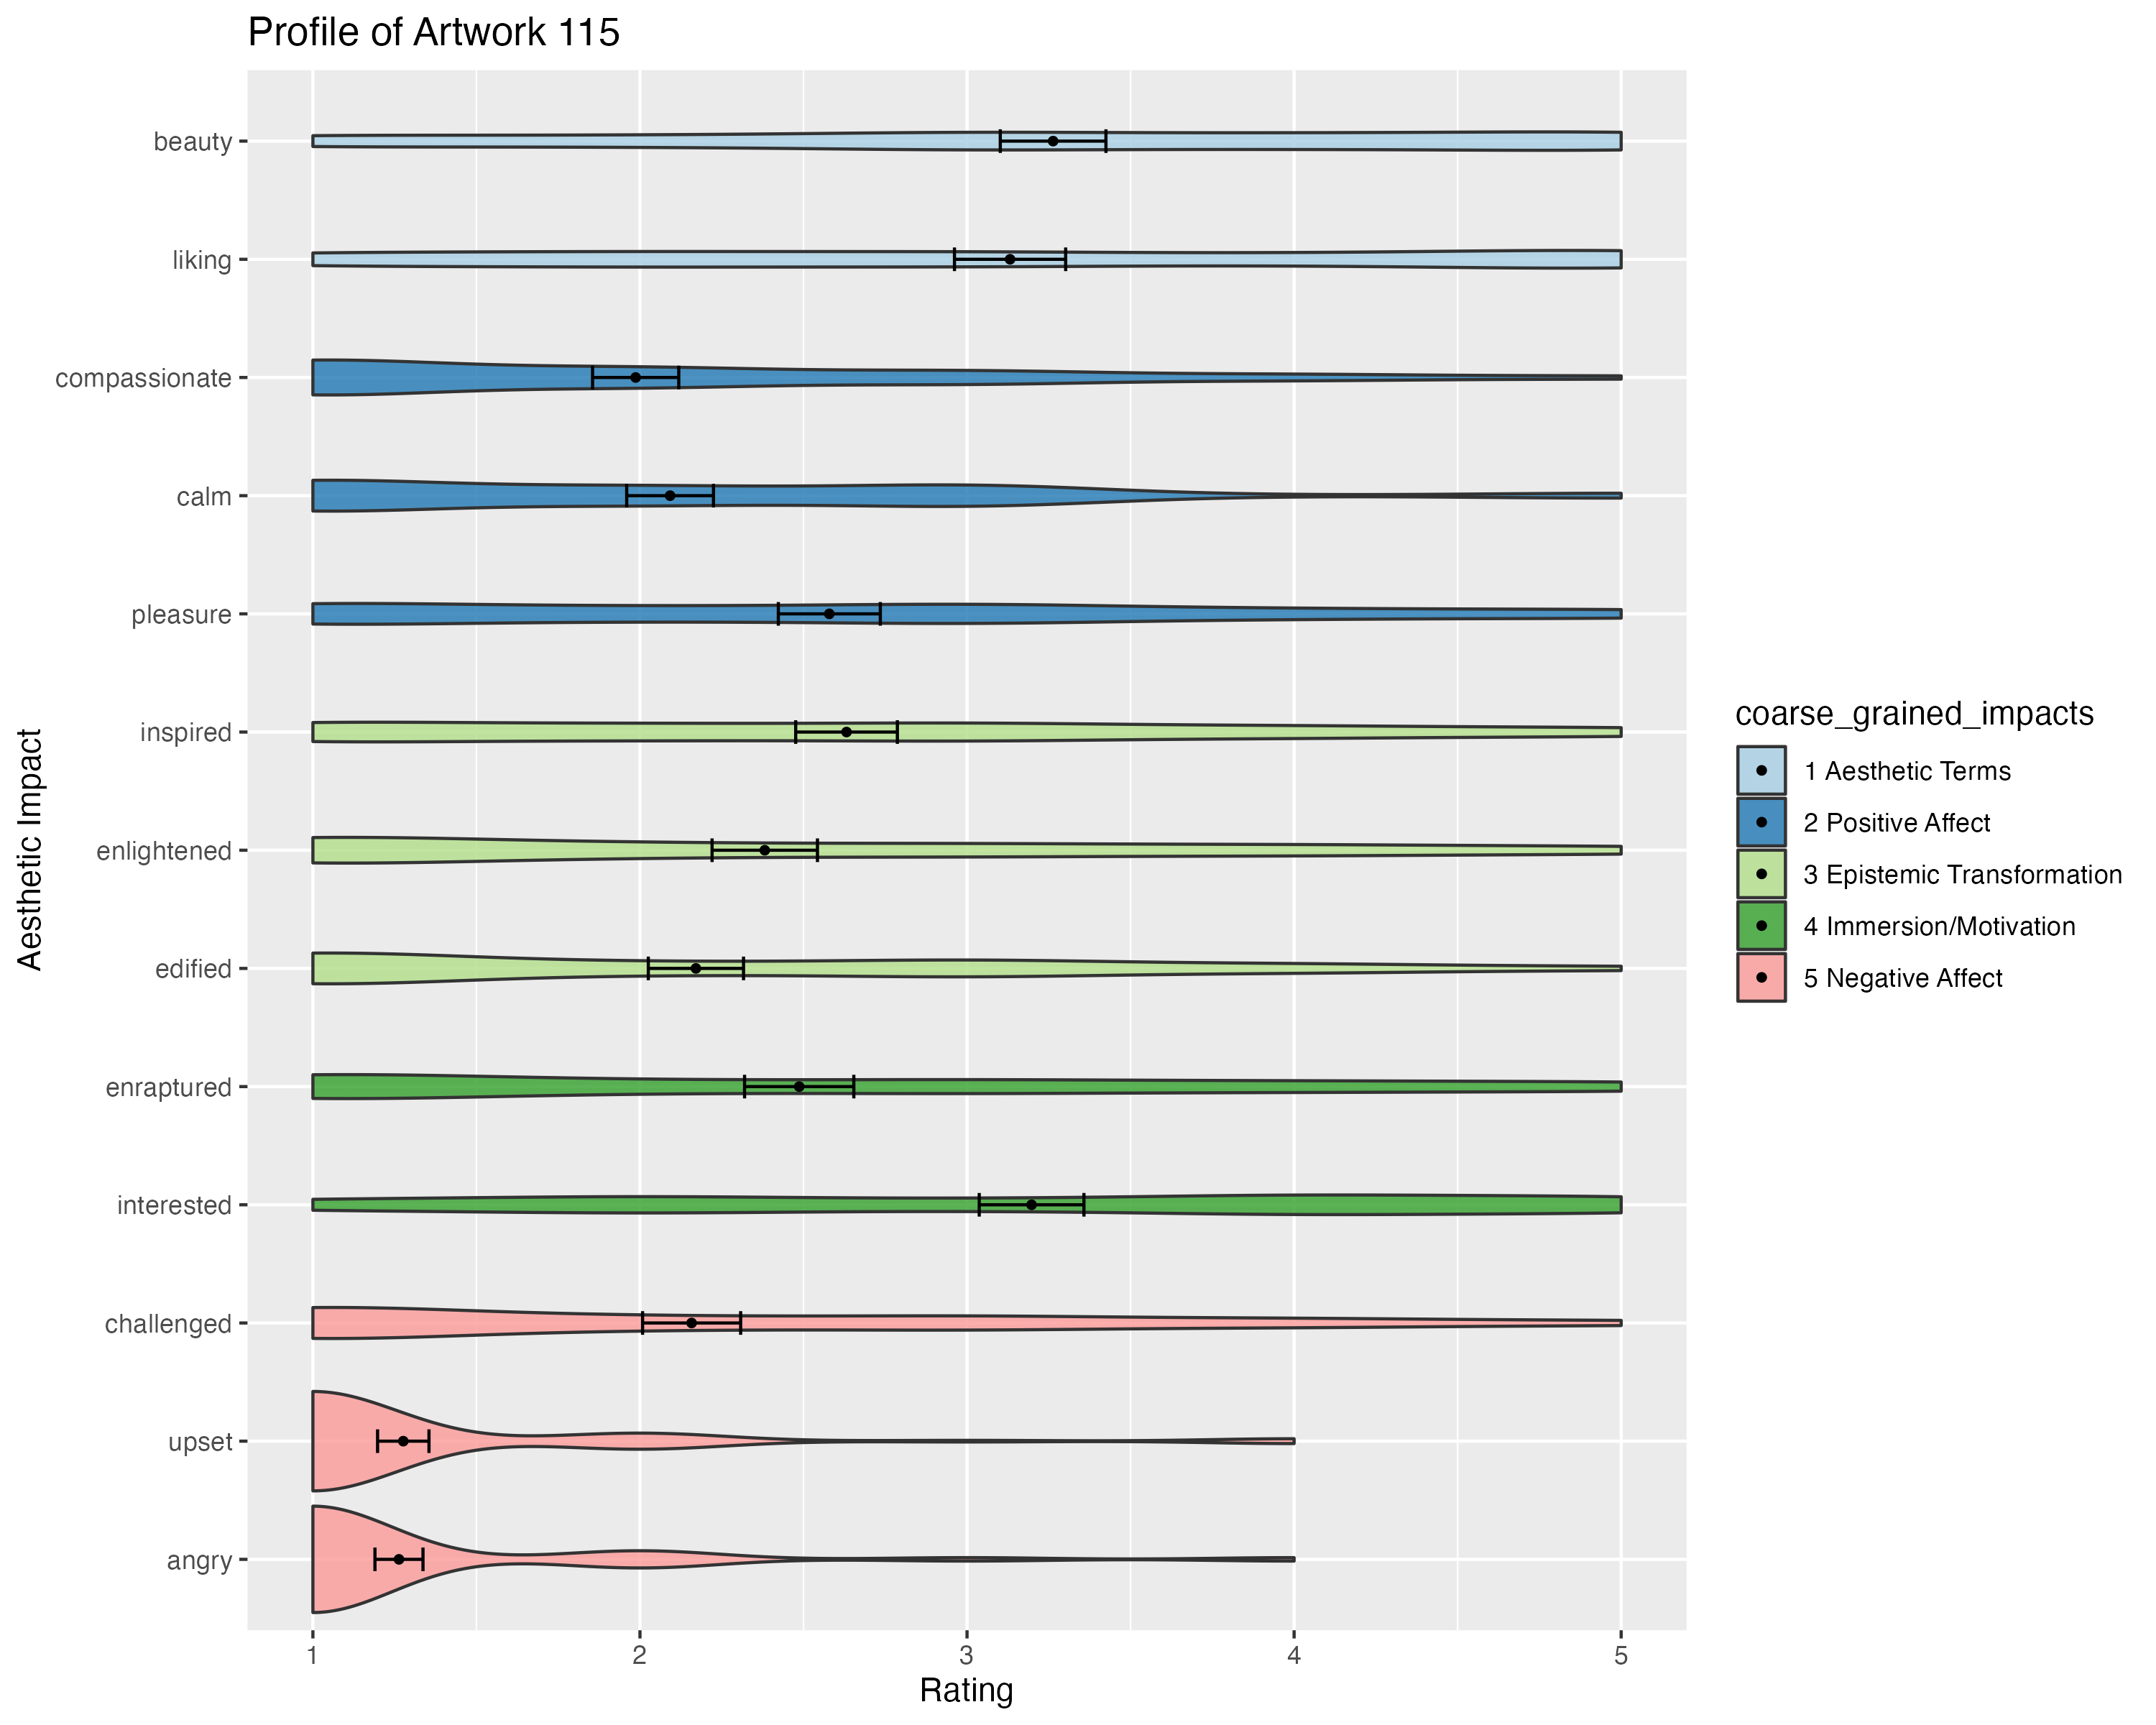 Profile of Artwork 115
beauty
liking
compassionate
calm
pleasure
inspired
enlightened
edified
enraptured
interested
challenged
upset
angry
Aesthetic Impact
1 2 3 4 5
Rating
coarse_grained_impacts
1 Aesthetic Terms
2 Positive Affect
3 Epistemic Transformation
4 Immersion/Motivation
5 Negative Affect